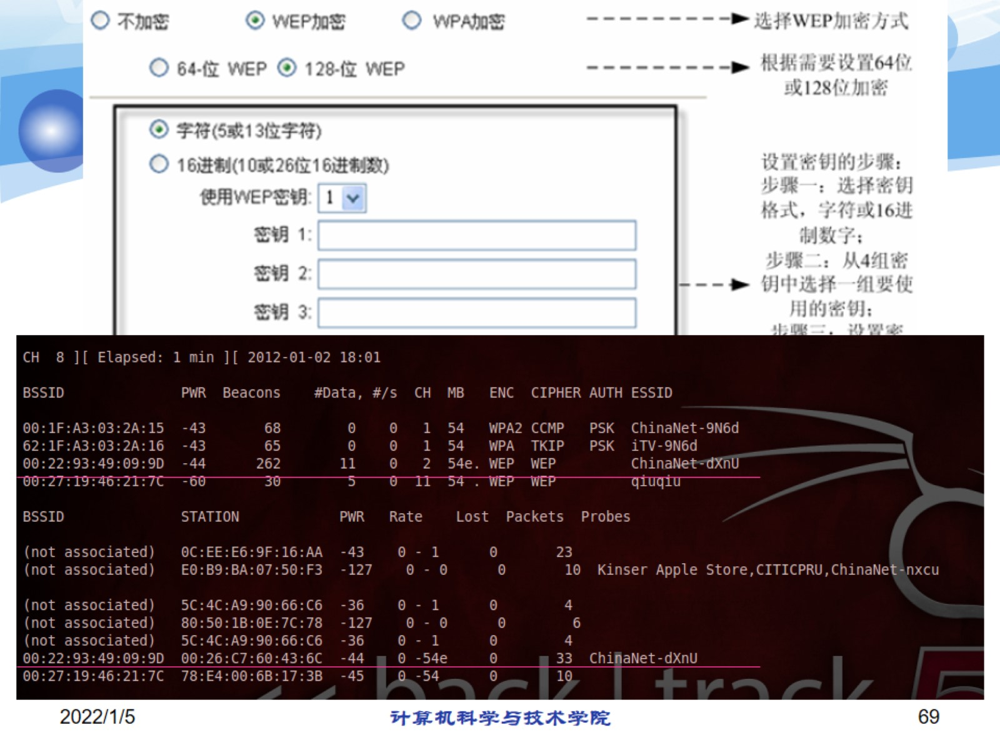 不加密 WEP加密 WPA加密 选择WEP加密方式
64-位 WEP 128-位 WEP 根据需要设置64位
或128位加密
字符(5或13位字符)
16进制(10或26位16进制数)
使用WEP密钥: 1
密钥 1:
密钥 2:
密钥 3:
设置密钥的步骤：
步骤一：选择密钥
格式，字符或16进
制数字；
步骤二：从4组密
钥中选择一组要使
用的密钥；
步骤三：设置密
CH 8 ][ Elapsed: 1 min ][ 2012-01-02 18:01
BSSID PWR Beacons #Data, #/s CH MB ENC CIPHER AUTH ESSID
00:1F:A3:03:2A:15 -43 68 0 0 1 54 WPA2 CCMP PSK ChinaNet-9N6d
62:1F:A3:03:2A:16 -43 65 0 0 1 54 WPA TKIP PSK iTV-9N6d
00:22:93:49:09:9D -44 262 11 0 2 54e. WEP WEP ChinaNet-dXnU
00:27:19:46:21:7C -60 30 5 0 11 54 . WEP WEP qiuqiu
BSSID STATION PWR Rate Lost Packets Probes
(not associated) 0C:EE:E6:9F:16:AA -43 0 - 1 0 23
(not associated) E0:B9:BA:07:50:F3 -127 0 - 0 0 10 Kinser Apple Store,CITICPRU,ChinaNet-nxcu
(not associated) 5C:4C:A9:90:66:C6 -36 0 - 1 0 4
(not associated) 80:50:1B:0E:7C:78 -127 0 - 0 0 6
(not associated) 5C:4C:A9:90:66:C6 -36 0 - 1 0 4
00:22:93:49:09:9D 00:26:C7:60:43:6C -44 0 -54e 0 33 ChinaNet-dXnU
00:27:19:46:21:7C 78:E4:00:6B:17:3B -45 0 -54 0 10
<< back | track 5
2022/1/5 计算机科学与技术学院 69